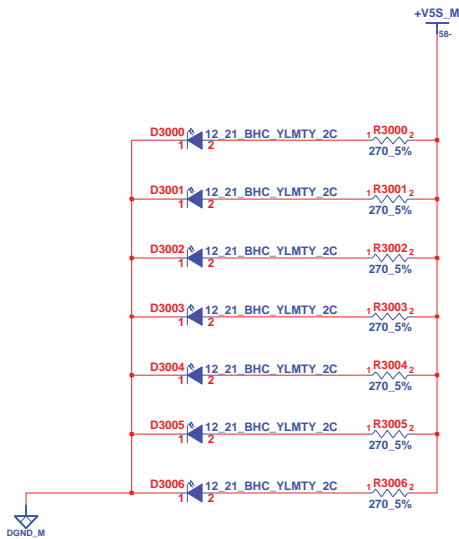 +V5S_M
58-
D3000 12_21_BHC_YLMTY_2C 1 R3000 2
1 2 270_5%
D3001 12_21_BHC_YLMTY_2C 1 R3001 2
1 2 270_5%
D3002 12_21_BHC_YLMTY_2C 1 R3002 2
1 2 270_5%
D3003 12_21_BHC_YLMTY_2C 1 R3003 2
1 2 270_5%
D3004 12_21_BHC_YLMTY_2C 1 R3004 2
1 2 270_5%
D3005 12_21_BHC_YLMTY_2C 1 R3005 2
1 2 270_5%
D3006 12_21_BHC_YLMTY_2C 1 R3006 2
1 2 270_5%
DGND_M